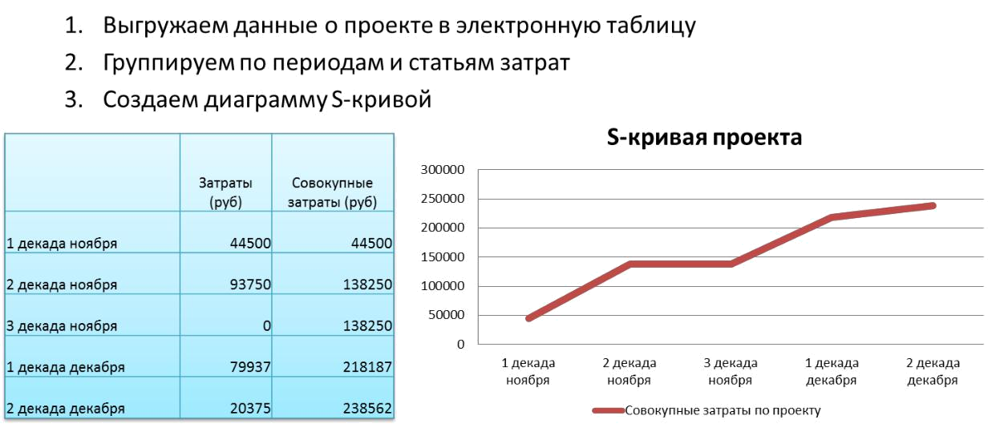 1. Выгружаем данные о проекте в электронную таблицу
2. Группируем по периодам и статьям затрат
3. Создаем диаграмму S-кривой
Затраты (руб) Совокупные затраты (руб)
1 декада ноября 44500 44500
2 декада ноября 93750 138250
3 декада ноября 0 138250
1 декада декабря 79937 218187
2 декада декабря 20375 238562
S-кривая проекта
300000
250000
200000
150000
100000
50000
0
1 декада ноября
2 декада ноября
3 декада ноября
1 декада декабря
2 декада декабря
Совокупные затраты по проекту